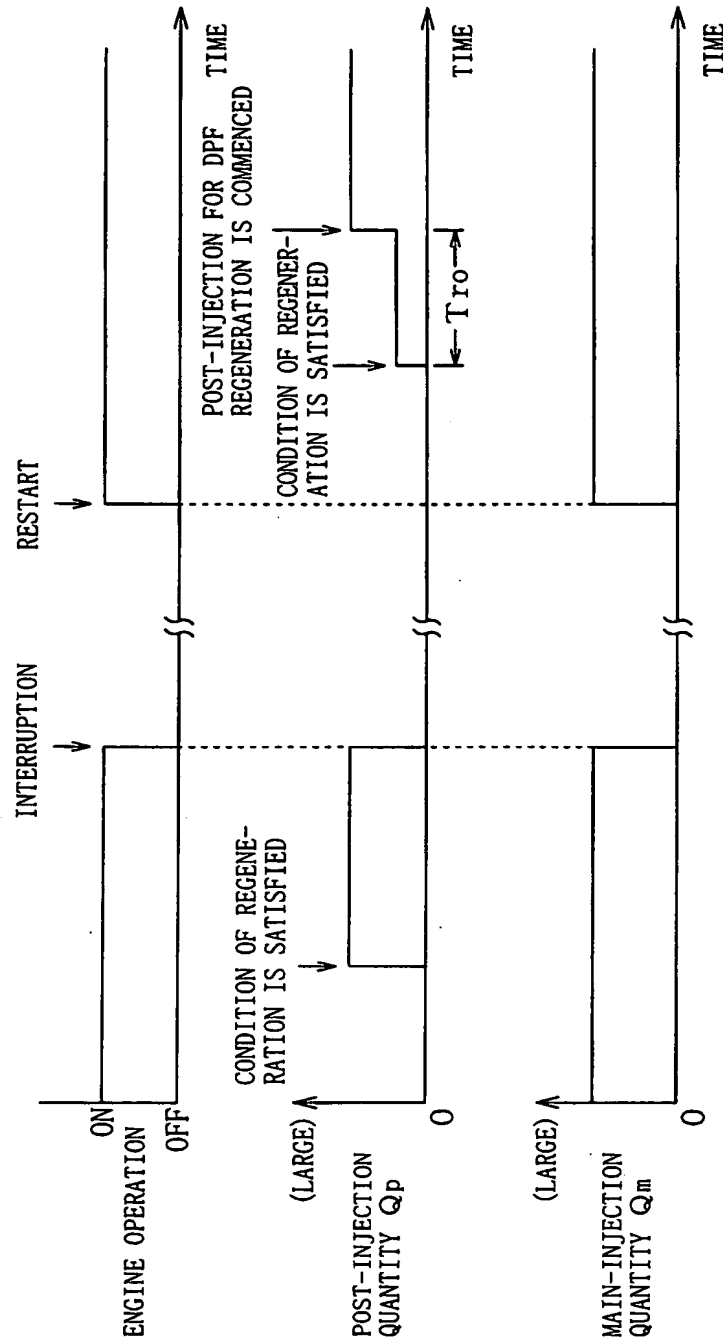 INTERRUPTION
RESTART
ON
OFF
ENGINE OPERATION
TIME
CONDITION OF REGENE-
RATION IS SATISFIED
POST-INJECTION FOR DPF
REGENERATION IS COMMENCED
CONDITION OF REGENER-
ATION IS SATISFIED
(LARGE)
POST-INJECTION
QUANTITY Qp
0
Tro
TIME
(LARGE)
MAIN-INJECTION
QUANTITY Qm
0
TIME